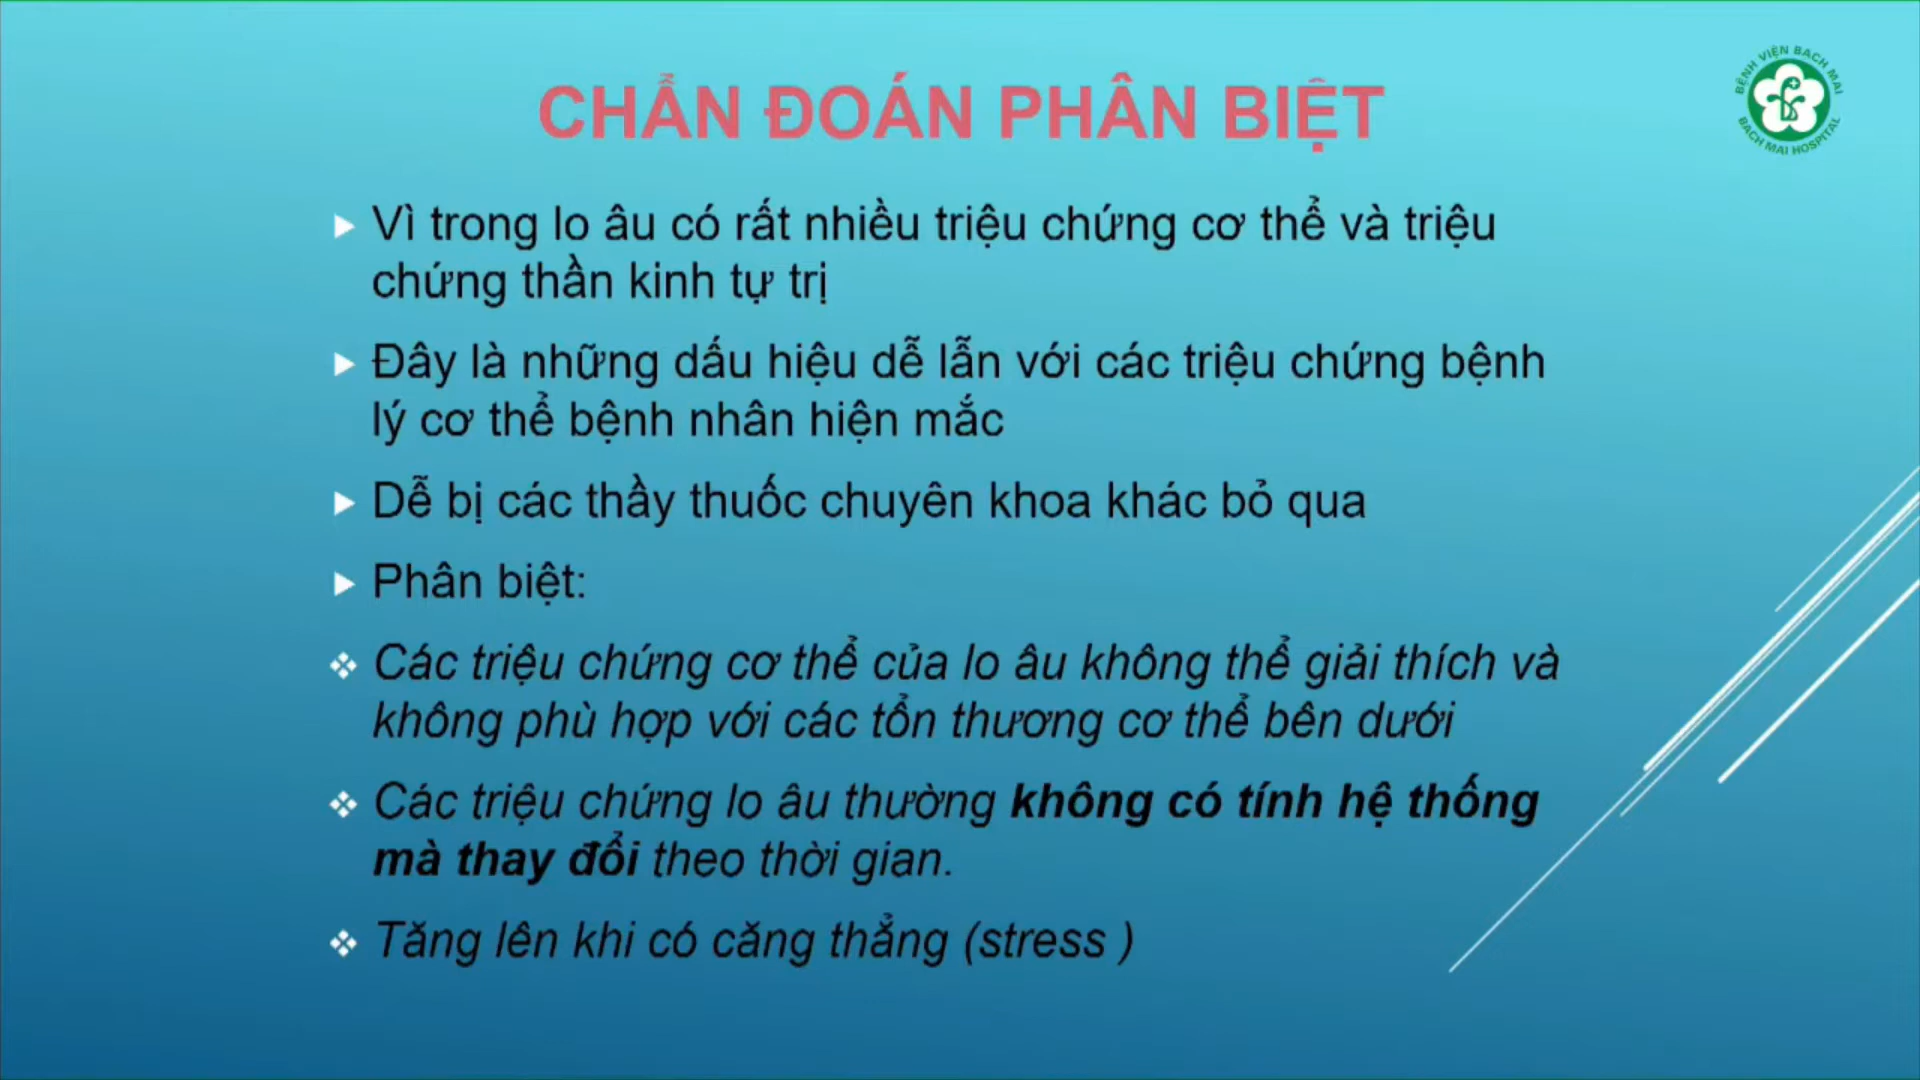 CHẨN ĐOÁN PHÂN BIỆT
BỆNH VIỆN BẠCH MAI
BACH MAI HOSPITAL
Vì trong lo âu có rất nhiều triệu chứng cơ thể và triệu
chứng thần kinh tự trị
Đây là những dấu hiệu dễ lẫn với các triệu chứng bệnh
lý cơ thể bệnh nhân hiện mắc
Dễ bị các thầy thuốc chuyên khoa khác bỏ qua
Phân biệt:
Các triệu chứng cơ thể của lo âu không thể giải thích và
không phù hợp với các tổn thương cơ thể bên dưới
Các triệu chứng lo âu thường không có tính hệ thống
mà thay đổi theo thời gian.
Tăng lên khi có căng thẳng (stress )